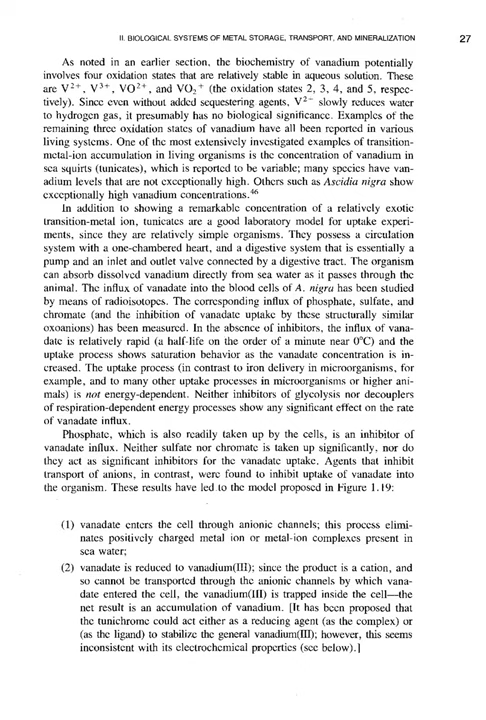 II. BIOLOGICAL SYSTEMS OF METAL STORAGE, TRANSPORT, AND MINERALIZATION 27
As noted in an earlier section, the biochemistry of vanadium potentially
involves four oxidation states that are relatively stable in aqueous solution. These
are V²⁺, V³⁺, VO²⁺, and VO₂⁺ (the oxidation states 2, 3, 4, and 5, respec-
tively). Since even without added sequestering agents, V²⁺ slowly reduces water
to hydrogen gas, it presumably has no biological significance. Examples of the
remaining three oxidation states of vanadium have all been reported in various
living systems. One of the most extensively investigated examples of transition-
metal-ion accumulation in living organisms is the concentration of vanadium in
sea squirts (tunicates), which is reported to be variable; many species have van-
adium levels that are not exceptionally high. Others such as Ascidia nigra show
exceptionally high vanadium concentrations.⁴⁶
In addition to showing a remarkable concentration of a relatively exotic
transition-metal ion, tunicates are a good laboratory model for uptake experi-
ments, since they are relatively simple organisms. They possess a circulation
system with a one-chambered heart, and a digestive system that is essentially a
pump and an inlet and outlet valve connected by a digestive tract. The organism
can absorb dissolved vanadium directly from sea water as it passes through the
animal. The influx of vanadate into the blood cells of A. nigra has been studied
by means of radioisotopes. The corresponding influx of phosphate, sulfate, and
chromate (and the inhibition of vanadate uptake by these structurally similar
oxoanions) has been measured. In the absence of inhibitors, the influx of vana-
date is relatively rapid (a half-life on the order of a minute near 0°C) and the
uptake process shows saturation behavior as the vanadate concentration is in-
creased. The uptake process (in contrast to iron delivery in microorganisms, for
example, and to many other uptake processes in microorganisms or higher ani-
mals) is not energy-dependent. Neither inhibitors of glycolysis nor decouplers
of respiration-dependent energy processes show any significant effect on the rate
of vanadate influx.
Phosphate, which is also readily taken up by the cells, is an inhibitor of
vanadate influx. Neither sulfate nor chromate is taken up significantly, nor do
they act as significant inhibitors for the vanadate uptake. Agents that inhibit
transport of anions, in contrast, were found to inhibit uptake of vanadate into
the organism. These results have led to the model proposed in Figure 1.19:
(1) vanadate enters the cell through anionic channels; this process elimi-
nates positively charged metal ion or metal-ion complexes present in
sea water;
(2) vanadate is reduced to vanadium(III); since the product is a cation, and
so cannot be transported through the anionic channels by which vana-
date entered the cell, the vanadium(III) is trapped inside the cell—the
net result is an accumulation of vanadium. [It has been proposed that
the tunichrome could act either as a reducing agent (as the complex) or
(as the ligand) to stabilize the general vanadium(III); however, this seems
inconsistent with its electrochemical properties (see below).]